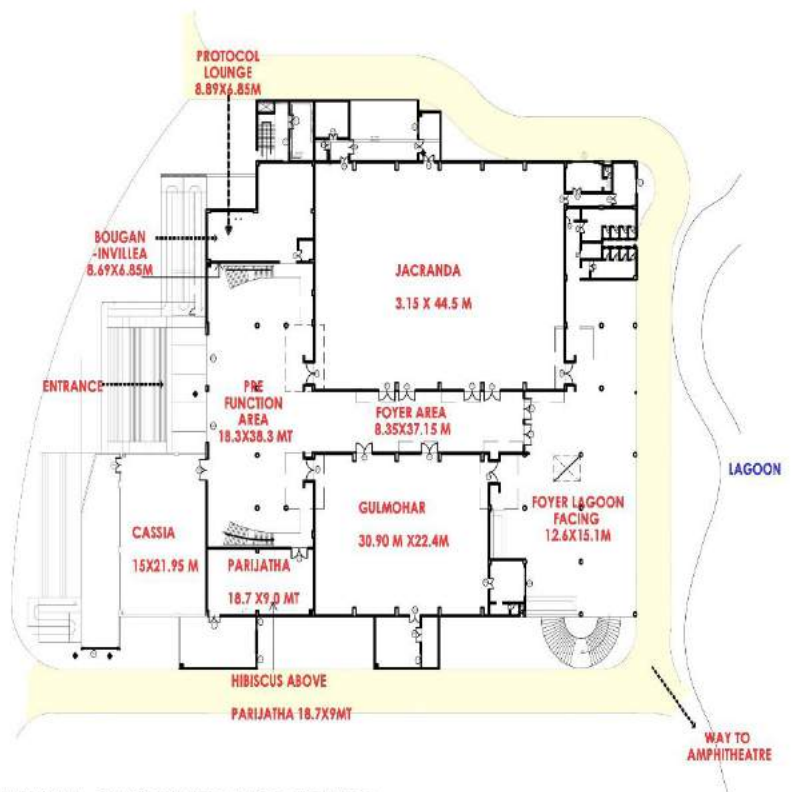 PROTOCOL
LOUNGE
8.89X6.85M
BOUGAN
-INVILLEA
8.69X6.85M
JACRANDA
3.15 X 44.5 M
ENTRANCE
PRE
FUNCTION
AREA
18.3X38.3 MT
FOYER AREA
8.35X37.15 M
LAGOON
CASSIA
15X21.95 M
GULMOHAR
30.90 M X22.4M
FOYER LAGOON
FACING
12.6X15.1M
PARIJATHA
18.7 X9.0 MT
HIBISCUS ABOVE
PARIJATHA 18.7X9MT
WAY TO
AMPHITHEATRE